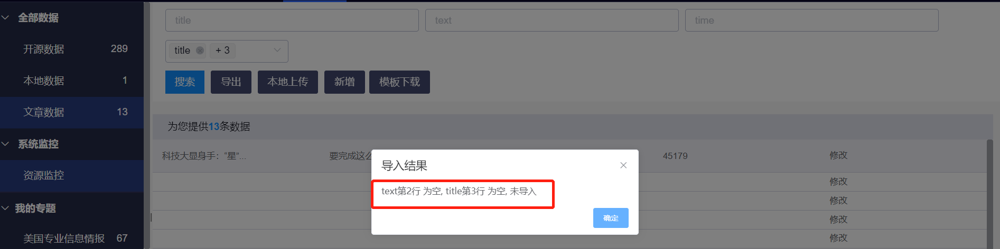 全部数据
开源数据 289
本地数据 1
文章数据 13
系统监控
资源监控
我的专题
美国专业信息情报 67
title text time
title + 3
搜索 导出 本地上传 新增 模板下载
为您提供13条数据
科技大显身手：“星”... 要完成这么 45179 修改
修改
修改
修改
修改
导入结果
text第2行 为空, title第3行 为空, 未导入
确定